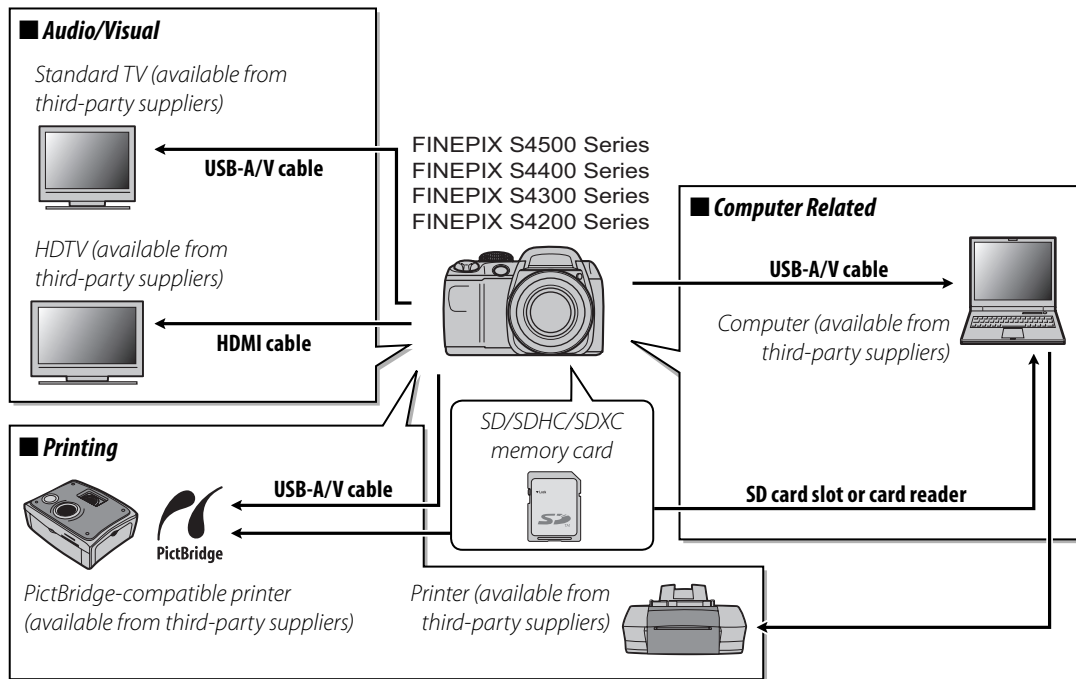 ■ Audio/Visual
Standard TV (available from
third-party suppliers)
USB-A/V cable
HDTV (available from
third-party suppliers)
HDMI cable
FINEPIX S4500 Series
FINEPIX S4400 Series
FINEPIX S4300 Series
FINEPIX S4200 Series
■ Computer Related
USB-A/V cable
Computer (available from
third-party suppliers)
SD card slot or card reader
SD/SDHC/SDXC
memory card
Lock
SD
TM
■ Printing
USB-A/V cable
PictBridge
PictBridge-compatible printer
(available from third-party suppliers)
Printer (available from
third-party suppliers)